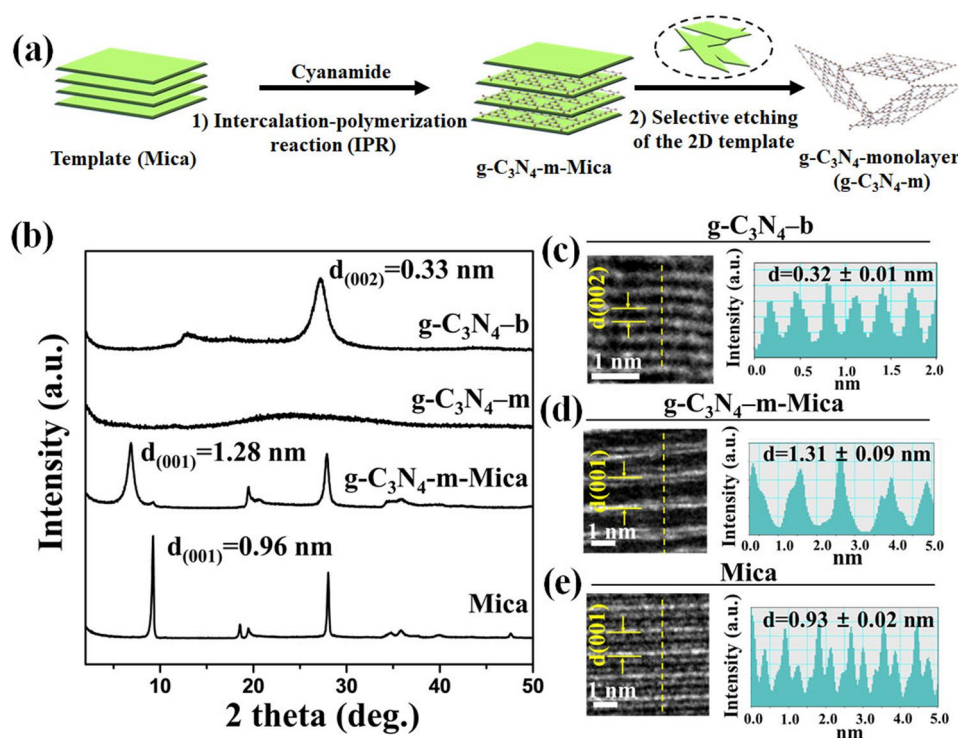 (a)
Template (Mica)
Cyanamide
1) Intercalation-polymerization
reaction (IPR)
g-C₃N₄-m-Mica
2) Selective etching
of the 2D template
g-C₃N₄-monolayer
(g-C₃N₄-m)
(b)
Intensity (a.u.)
d(002)=0.33 nm
g-C₃N₄–b
g-C₃N₄–m
d(001)=1.28 nm
g-C₃N₄-m-Mica
d(001)=0.96 nm
Mica
10 20 30 40 50
2 theta (deg.)
(c)
g-C₃N₄–b
d(002)
1 nm
Intensity (a.u.)
d=0.32 ± 0.01 nm
0.0 0.5 1.0 1.5 2.0
nm
(d)
g-C₃N₄–m-Mica
d(001)
1 nm
Intensity (a.u.)
d=1.31 ± 0.09 nm
0.0 1.0 2.0 3.0 4.0 5.0
nm
(e)
Mica
d(001)
1 nm
Intensity (a.u.)
d=0.93 ± 0.02 nm
0.0 1.0 2.0 3.0 4.0 5.0
nm